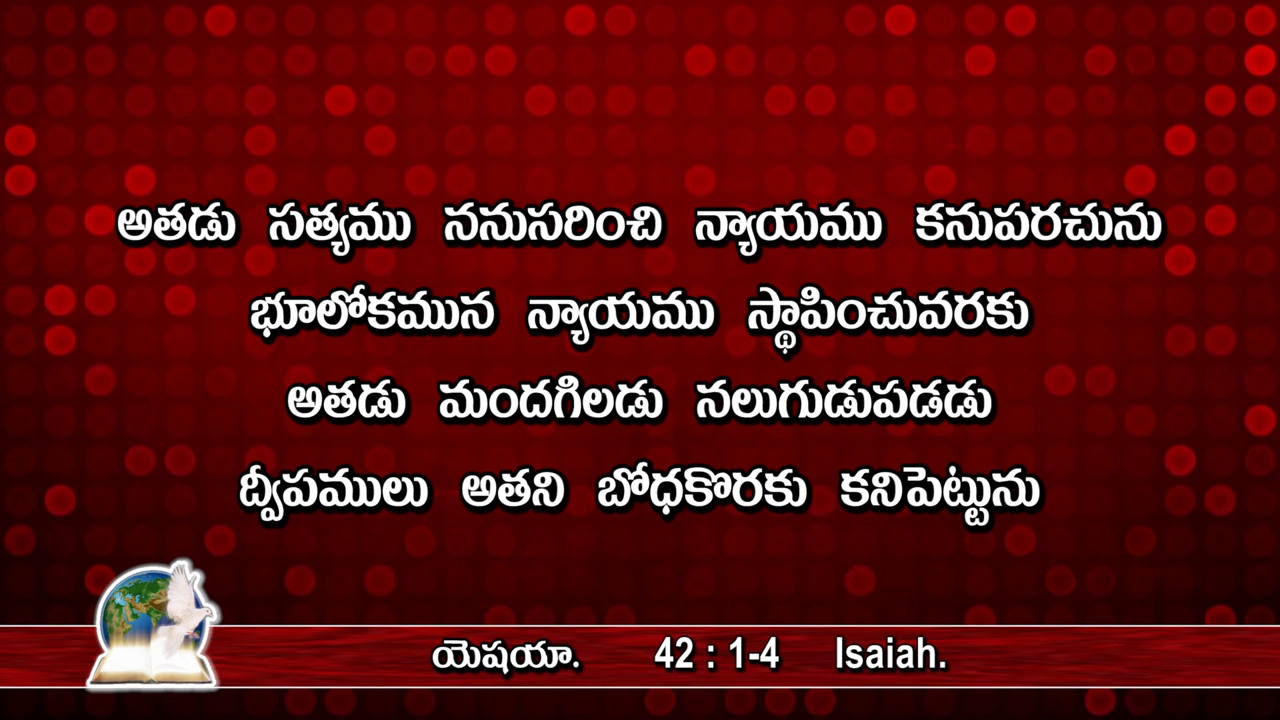 అతడు సత్యము ననుసరించి న్యాయము కనుపరచును
భూలోకమున న్యాయము స్థాపించువరకు
అతడు మందగిలడు నలుగుడుపడడు
ద్వీపములు అతని బోధకొరకు కనిపెట్టును
యెషయా. 42 : 1-4 Isaiah.